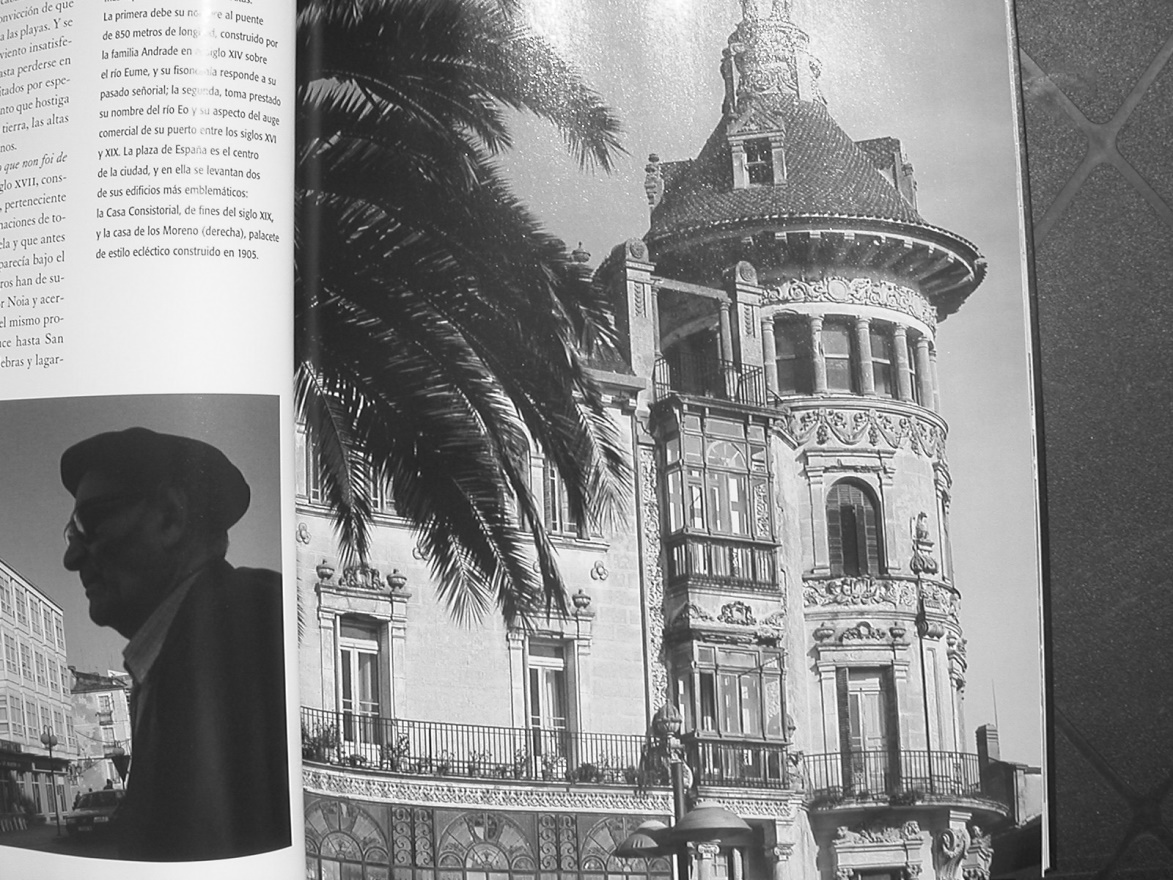 onvicción de que
a las playas. Y se
viento insatisfe-
asta perderse en
itados por espe-
nto que hostiga
tierra, las altas
nos.
que non foi de
glo XVII, cons-
, perteneciente
naciones de to-
ela y que antes
parecía bajo el
ros han de su-
r Noia y acer-
el mismo pro-
ce hasta San
ebras y lagar-
La primera debe su nombre al puente
de 850 metros de longitud, construido por
la familia Andrade en siglo XIV sobre
el río Eume, y su fisonomía responde a su
pasado señorial; la segunda, toma prestado
su nombre del río Eo y su aspecto del auge
comercial de su puerto entre los siglos XVI
y XIX. La plaza de España es el centro
de la ciudad, y en ella se levantan dos
de sus edificios más emblemáticos:
la Casa Consistorial, de fines del siglo XIX,
y la casa de los Moreno (derecha), palacete
de estilo ecléctico construido en 1905.